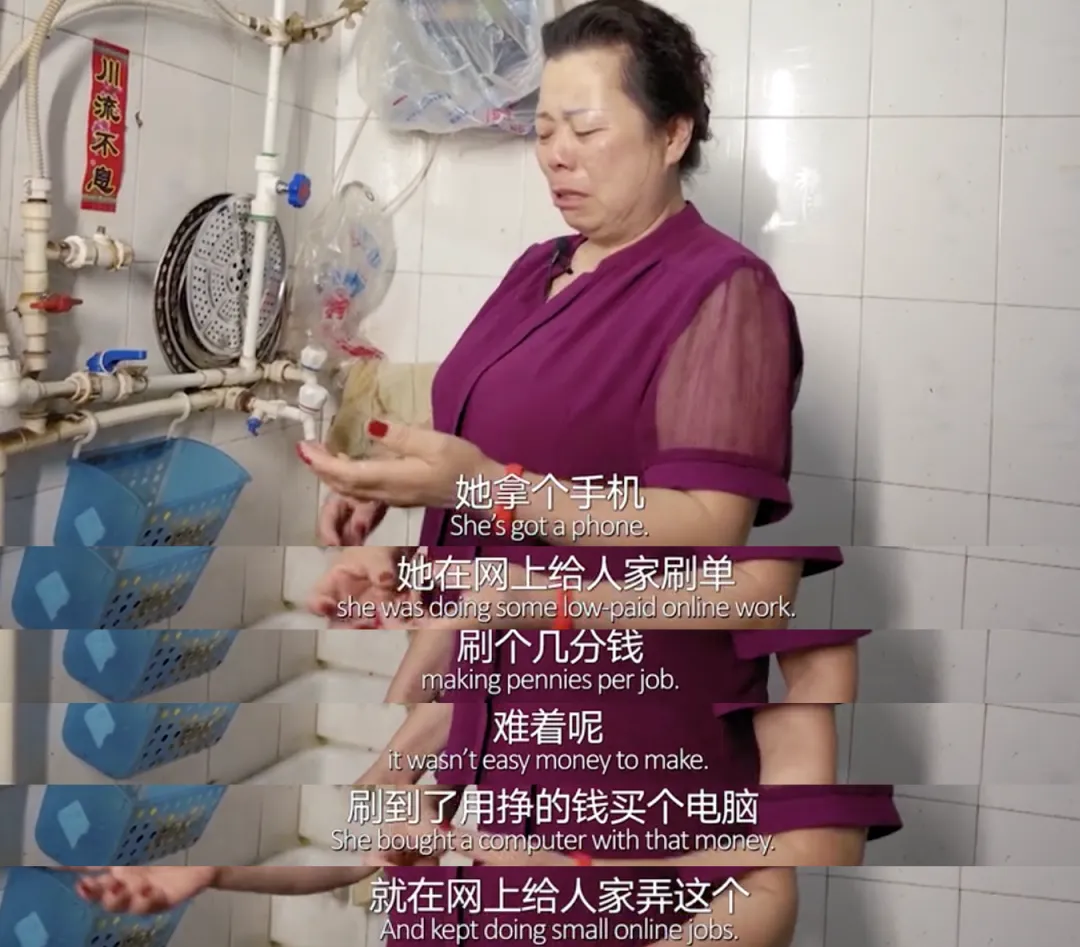 川流不息
她拿个手机
She's got a phone.
她在网上给人家刷单
she was doing some low-paid online work.
刷个几分钱
making pennies per job.
难着呢
it wasn't easy money to make.
刷到了用挣的钱买个电脑
She bought a computer with that money.
就在网上给人家弄这个
And kept doing small online jobs.